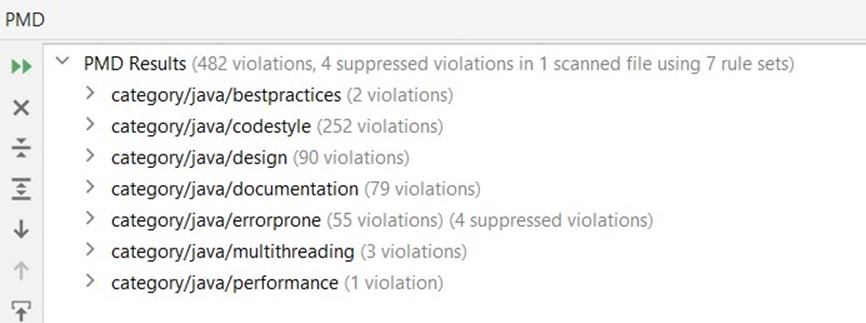 PMD
PMD Results (482 violations, 4 suppressed violations in 1 scanned file using 7 rule sets)
category/java/bestpractices (2 violations)
category/java/codestyle (252 violations)
category/java/design (90 violations)
category/java/documentation (79 violations)
category/java/errorprone (55 violations) (4 suppressed violations)
category/java/multithreading (3 violations)
category/java/performance (1 violation)